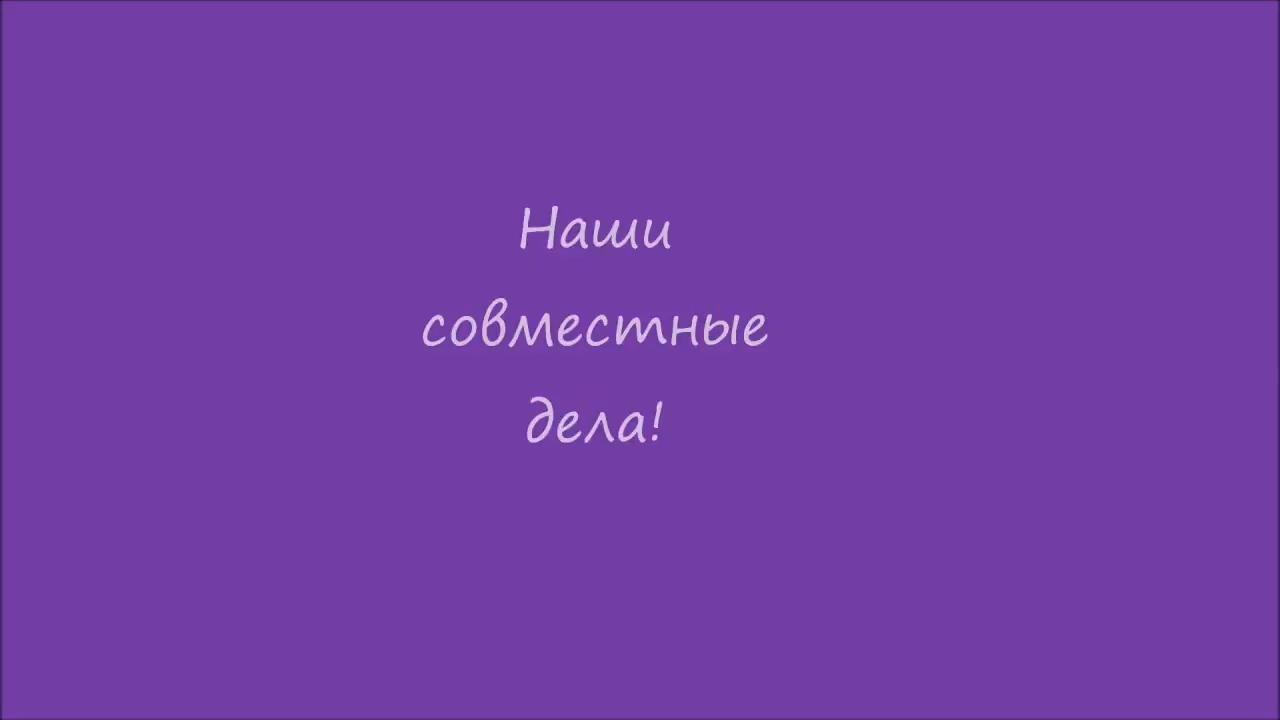 Наши
совместные
дела!